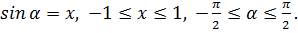 sin α = x, −1 ≤ x ≤ 1, −π/2 ≤ α ≤ π/2.